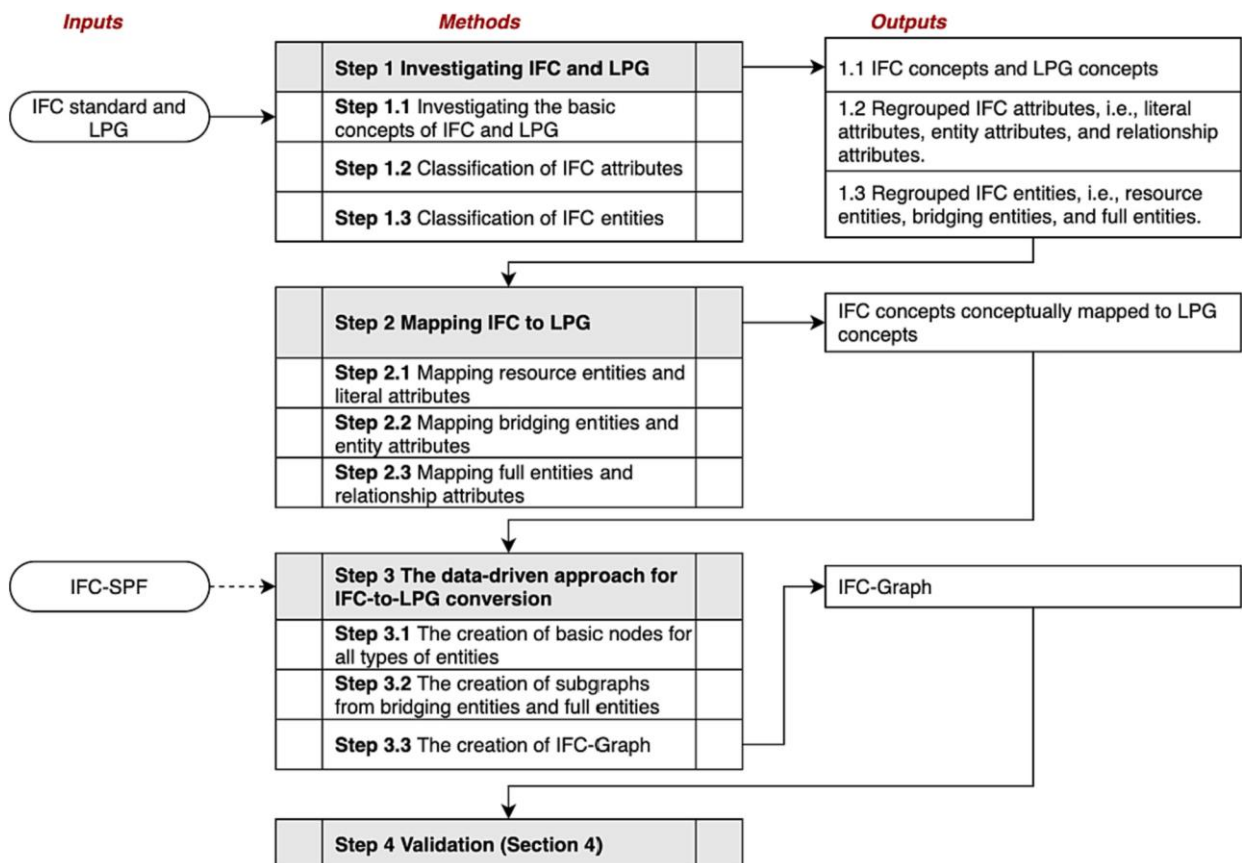 Inputs
Methods
Outputs
IFC standard and
LPG
Step 1 Investigating IFC and LPG
Step 1.1 Investigating the basic
concepts of IFC and LPG
Step 1.2 Classification of IFC attributes
Step 1.3 Classification of IFC entities
1.1 IFC concepts and LPG concepts
1.2 Regrouped IFC attributes, i.e., literal
attributes, entity attributes, and relationship
attributes.
1.3 Regrouped IFC entities, i.e., resource
entities, bridging entities, and full entities.
Step 2 Mapping IFC to LPG
Step 2.1 Mapping resource entities and
literal attributes
Step 2.2 Mapping bridging entities and
entity attributes
Step 2.3 Mapping full entities and
relationship attributes
IFC concepts conceptually mapped to LPG
concepts
IFC-SPF
Step 3 The data-driven approach for
IFC-to-LPG conversion
Step 3.1 The creation of basic nodes for
all types of entities
Step 3.2 The creation of subgraphs
from bridging entities and full entities
Step 3.3 The creation of IFC-Graph
IFC-Graph
Step 4 Validation (Section 4)